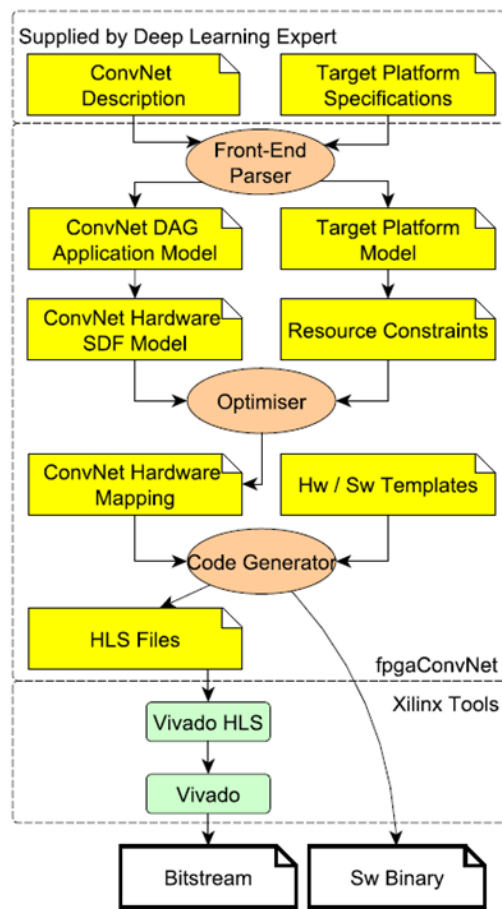 Supplied by Deep Learning Expert
ConvNet
Description
Target Platform
Specifications
Front-End
Parser
ConvNet DAG
Application Model
Target Platform
Model
ConvNet Hardware
SDF Model
Resource Constraints
Optimiser
ConvNet Hardware
Mapping
Hw / Sw Templates
Code Generator
HLS Files
fpgaConvNet
Xilinx Tools
Vivado HLS
Vivado
Bitstream
Sw Binary